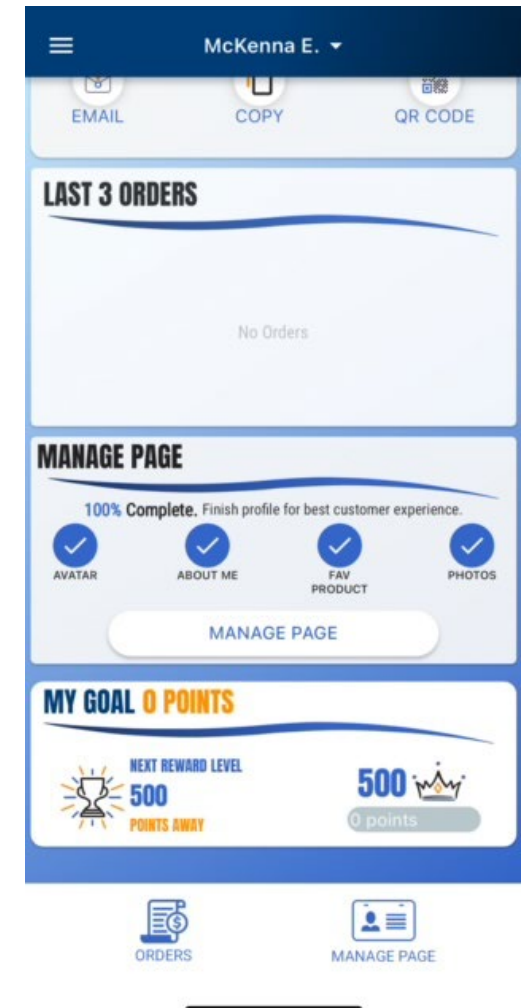 McKenna E.
EMAIL COPY QR CODE
LAST 3 ORDERS
No Orders
MANAGE PAGE
100% Complete. Finish profile for best customer experience.
AVATAR ABOUT ME FAV PRODUCT PHOTOS
MANAGE PAGE
MY GOAL 0 POINTS
NEXT REWARD LEVEL
500
POINTS AWAY
500
0 points
ORDERS MANAGE PAGE